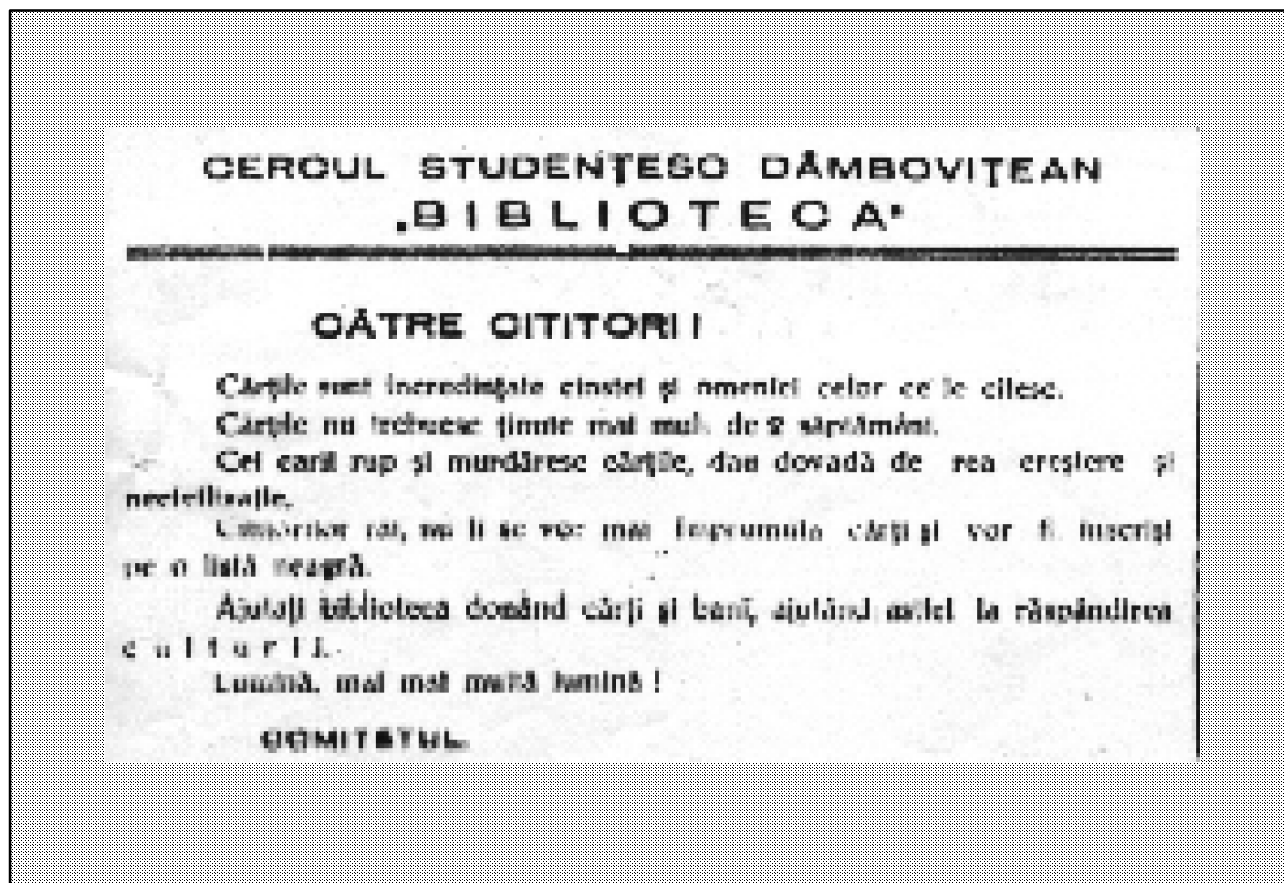 CERCUL STUDENŢESC DÂMBOVIŢEAN
„BIBLIOTECA"
CĂTRE CITITORI!
Cărţile sunt încredinţate cinstei şi omeniei celor ce le citesc.
Cărţile nu trebuesc ţinute mai mult de 2 săptămâni.
Cei carii rup şi murdăresc cărţile, dau dovadă de rea creştere şi
necivilizaţie.
Cititorilor răi, nu li se vor mai împrumuta cărţi şi vor fi înscrişi
pe o listă neagră.
Ajutaţi biblioteca donând cărţi şi bani, ajutând astfel la răspândirea
culturii.
Lumină, mai mai multă lumină !
COMITETUL.